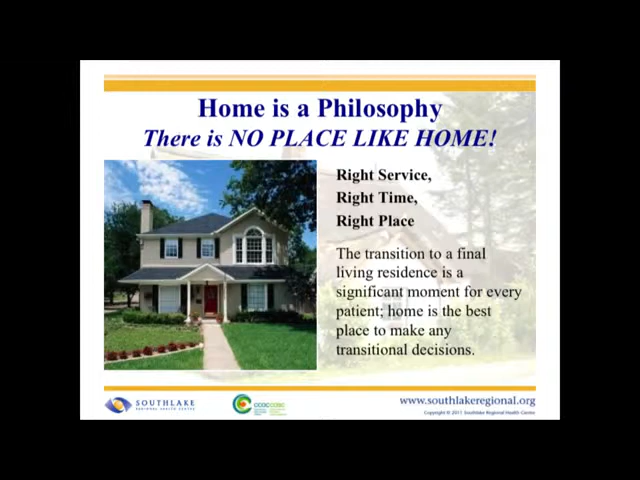 Home is a Philosophy
There is NO PLACE LIKE HOME!
Right Service,
Right Time,
Right Place
The transition to a final
living residence is a
significant moment for every
patient; home is the best
place to make any
transitional decisions.
SOUTHLAKE
REGIONAL HEALTH CENTRE
www.southlakeregional.org
Copyright © 2011 Southlake Regional Health Centre